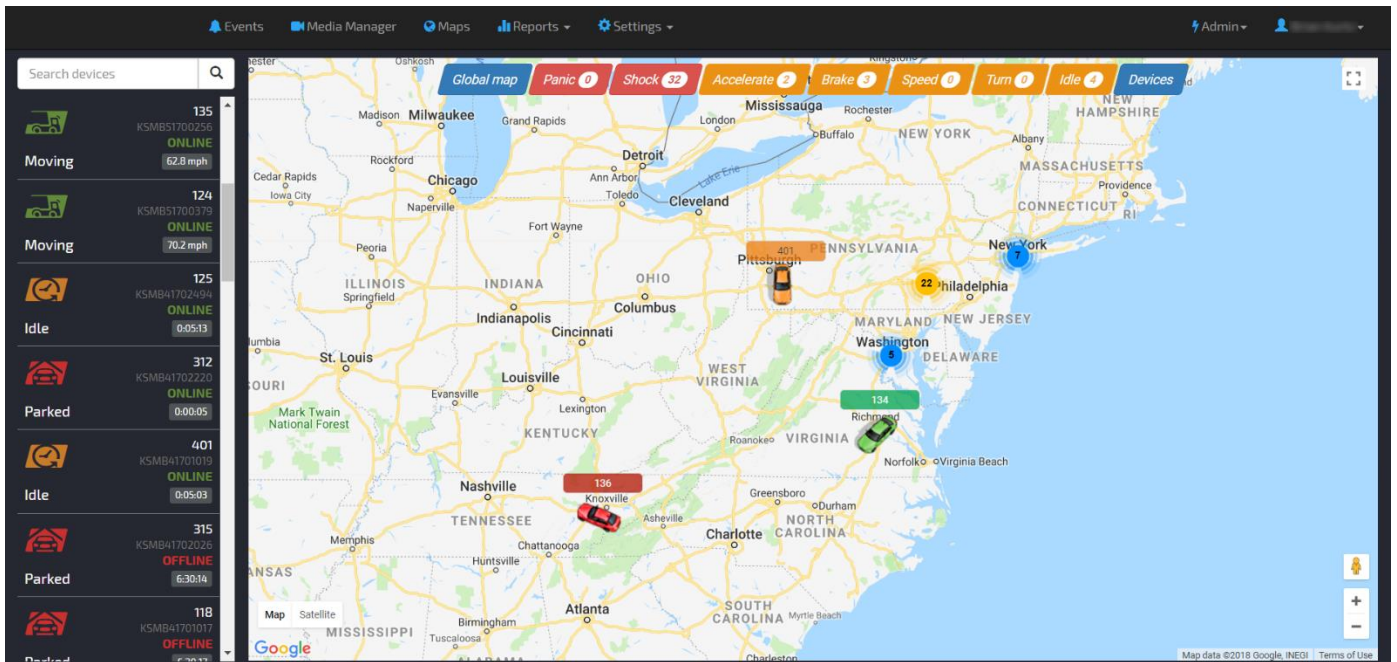 Events
Media Manager
Maps
Reports
Settings
Admin
Search devices
135
KSMB51700256
ONLINE
Moving
62.8 mph
124
KSMB51700379
ONLINE
Moving
70.2 mph
125
KSMB41702494
ONLINE
Idle
0:05:13
312
KSMB41702220
ONLINE
Parked
0:00:05
401
KSMB41701019
ONLINE
Idle
0:05:03
315
KSMB41702026
OFFLINE
Parked
6:30:14
118
KSMB41701017
OFFLINE
Global map
Panic 0
Shock 32
Accelerate 2
Brake 3
Speed 0
Turn 0
Idle 4
Devices
Oshkosh
Mississauga
Rochester
NEW
HAMPSHIRE
Madison
Milwaukee
Grand Rapids
London
Buffalo
NEW YORK
Albany
Detroit
MASSACHUSETTS
Rockford
Ann Arbor
Lake Erie
Cedar Rapids
Chicago
Providence
Iowa City
Toledo
Cleveland
CONNECTICUT
RI
Naperville
Fort Wayne
Peoria
401
PENNSYLVANIA
New York
7
Pittsburgh
ILLINOIS
INDIANA
OHIO
22
Philadelphia
Springfield
Columbus
Indianapolis
MARYLAND
NEW JERSEY
Cincinnati
Washington
St. Louis
5
DELAWARE
WEST
VIRGINIA
Louisville
Evansville
134
Lexington
Richmond
Mark Twain
National Forest
KENTUCKY
Roanoke
VIRGINIA
Norfolk
Virginia Beach
Nashville
136
Knoxville
Greensboro
Durham
TENNESSEE
Asheville
NORTH
CAROLINA
Memphis
Charlotte
Chattanooga
Huntsville
Atlanta
SOUTH
CAROLINA
Myrtle Beach
Map
Satellite
Birmingham
MISSISSIPPI
Tuscaloosa
Google
Charleston
Map data ©2018 Google, INEGI
Terms of Use